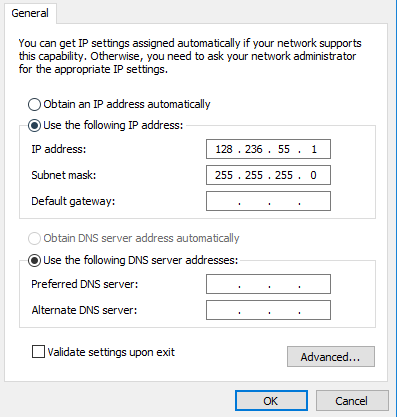 General
You can get IP settings assigned automatically if your network supports
this capability. Otherwise, you need to ask your network administrator
for the appropriate IP settings.
Obtain an IP address automatically
Use the following IP address:
IP address: 128 . 236 . 55 . 1
Subnet mask: 255 . 255 . 255 . 0
Default gateway: . . .
Obtain DNS server address automatically
Use the following DNS server addresses:
Preferred DNS server: . . .
Alternate DNS server: . . .
Validate settings upon exit
Advanced...
OK Cancel